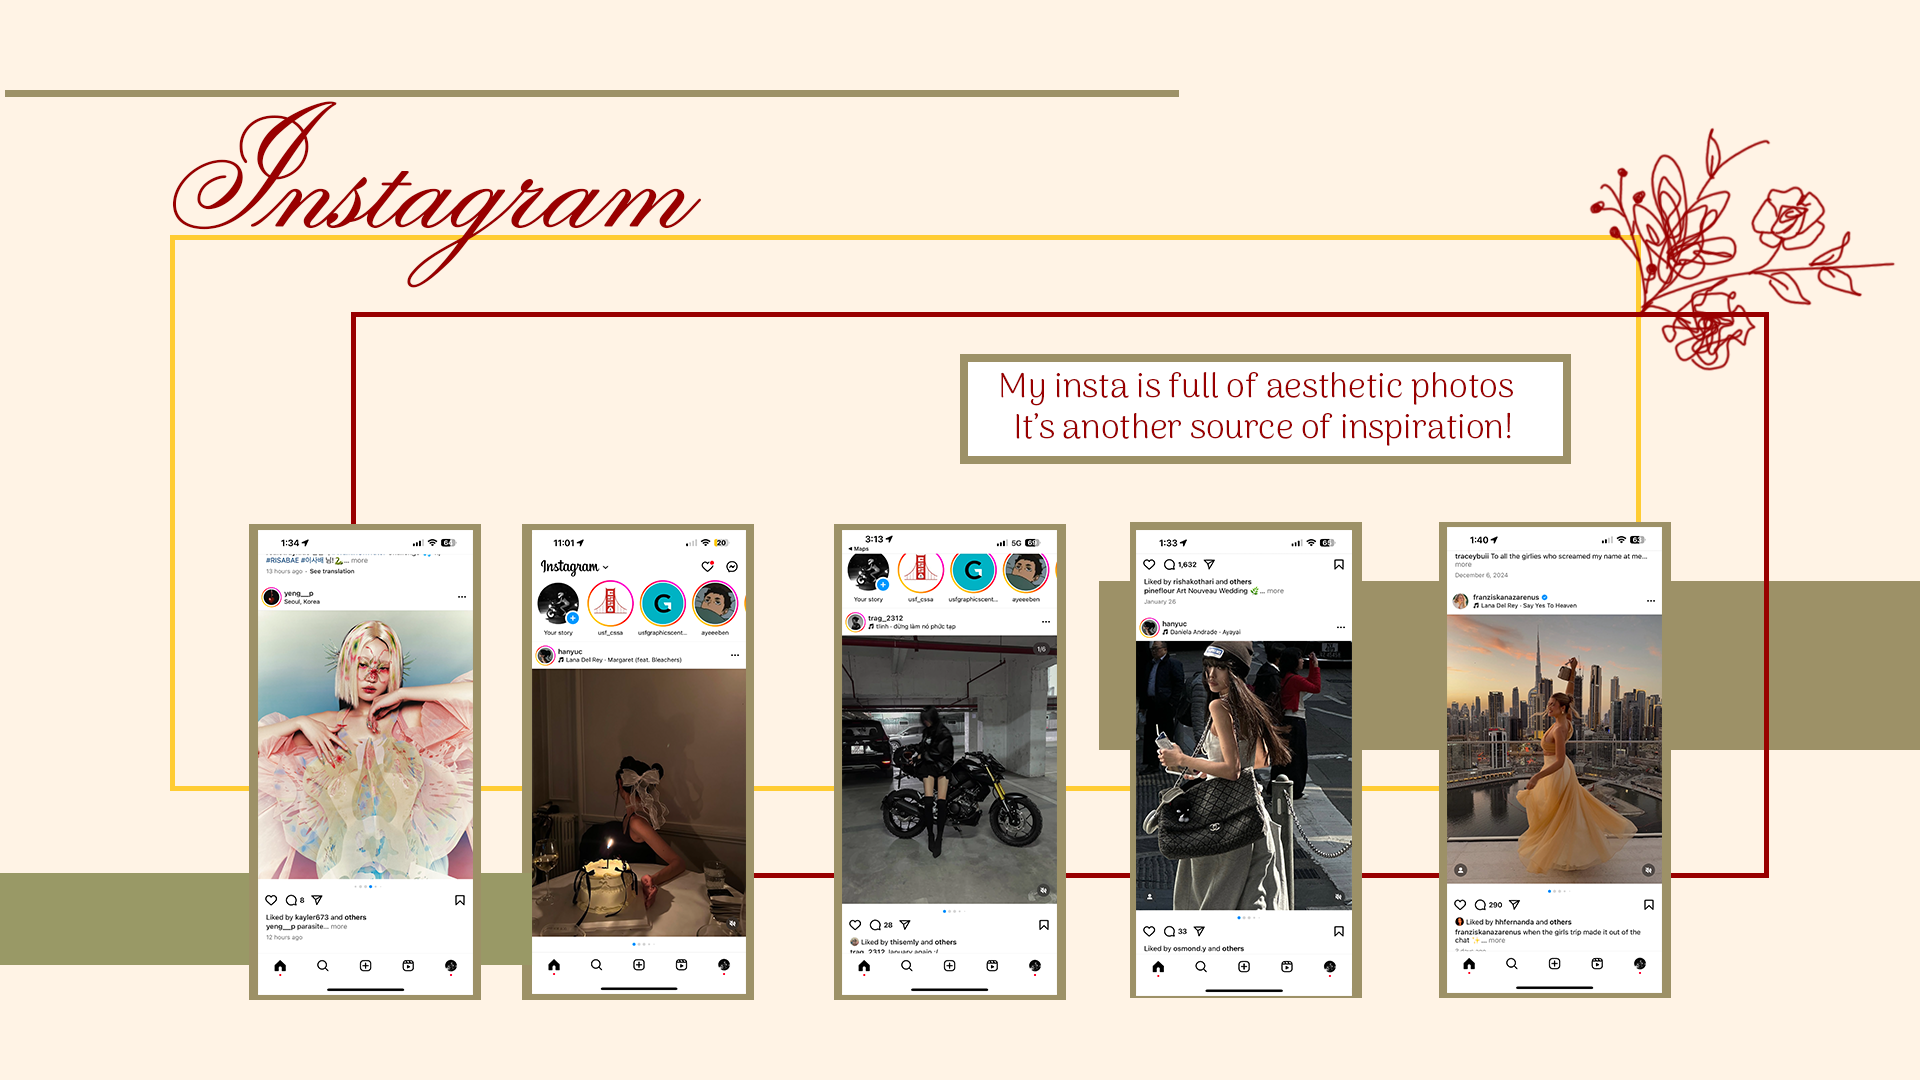 Instagram
My insta is full of aesthetic photos
It's another source of inspiration!
1:34
64
#RISABAE #이사배 님!... more
13 hours ago · See translation
yeng__p
Seoul, Korea
8
Liked by kayler673 and others
yeng__p parasite... more
12 hours ago
11:01
20
Instagram
Your story
usf_cssa
usfgraphicscent...
ayeeeben
hanyuc
Lana Del Rey · Margaret (feat. Bleachers)
3:13
5G
Maps
Your story
usf_cssa
usfgraphicscent...
ayeeeben
trag_2312
tlinh · đừng làm nó phức tạp
1/6
28
Liked by thisemly and others
trag_2312 January again :(
1:33
1,632
Liked by rishakothari and others
pineflour Art Nouveau Wedding ... more
January 26
hanyuc
Daniela Andrade · Ayayai
33
Liked by osmond.y and others
1:40
traceybuii To all the girlies who screamed my name at me...
more
December 6, 2024
franziskanazarenus
Lana Del Rey · Say Yes To Heaven
290
Liked by hhfernanda and others
franziskanazarenus when the girls trip made it out of the
chat ✨... more